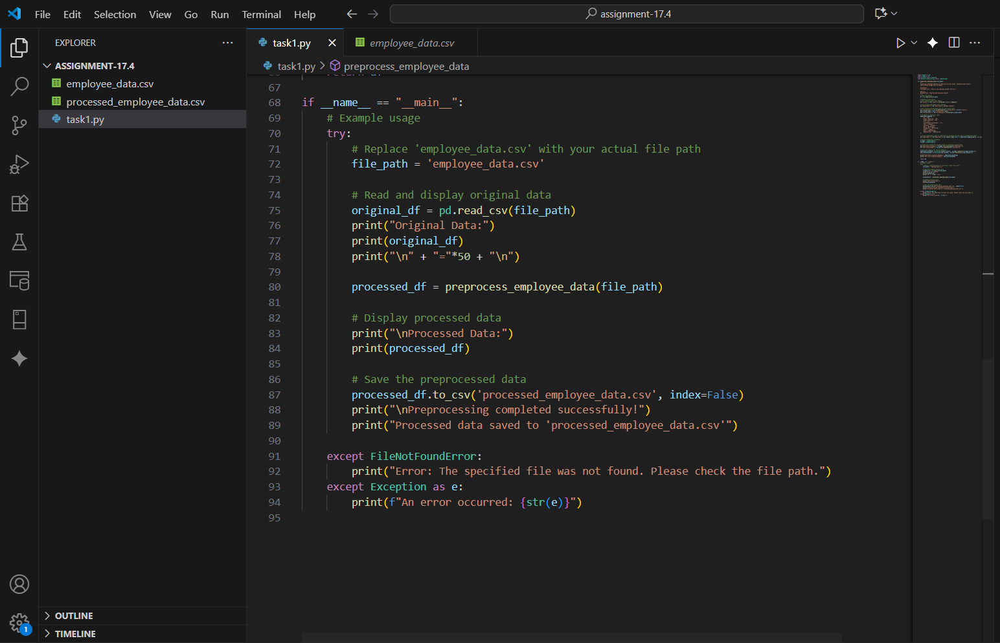 File Edit Selection View Go Run Terminal Help
assignment-17.4
EXPLORER
ASSIGNMENT-17.4
employee_data.csv
processed_employee_data.csv
task1.py
OUTLINE
TIMELINE
1
task1.py
employee_data.csv
task1.py > preprocess_employee_data
67
68 if __name__ == "__main__":
69 # Example usage
70 try:
71 # Replace 'employee_data.csv' with your actual file path
72 file_path = 'employee_data.csv'
73
74 # Read and display original data
75 original_df = pd.read_csv(file_path)
76 print("Original Data:")
77 print(original_df)
78 print("\n" + "="*50 + "\n")
79
80 processed_df = preprocess_employee_data(file_path)
81
82 # Display processed data
83 print("\nProcessed Data:")
84 print(processed_df)
85
86 # Save the preprocessed data
87 processed_df.to_csv('processed_employee_data.csv', index=False)
88 print("\nPreprocessing completed successfully!")
89 print("Processed data saved to 'processed_employee_data.csv'")
90
91 except FileNotFoundError:
92 print("Error: The specified file was not found. Please check the file path.")
93 except Exception as e:
94 print(f"An error occurred: {str(e)}")
95